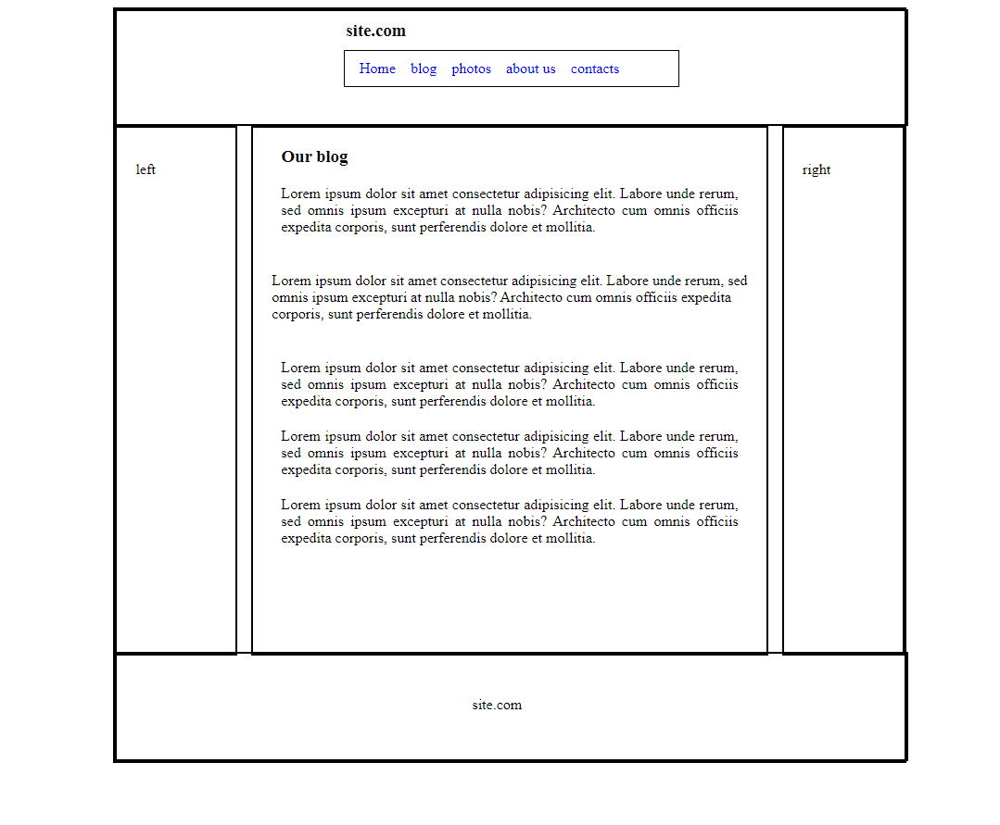 site.com
Home blog photos about us contacts
left
Our blog
right
Lorem ipsum dolor sit amet consectetur adipisicing elit. Labore unde rerum,
sed omnis ipsum excepturi at nulla nobis? Architecto cum omnis officiis
expedita corporis, sunt perferendis dolore et mollitia.
Lorem ipsum dolor sit amet consectetur adipisicing elit. Labore unde rerum, sed
omnis ipsum excepturi at nulla nobis? Architecto cum omnis officiis expedita
corporis, sunt perferendis dolore et mollitia.
Lorem ipsum dolor sit amet consectetur adipisicing elit. Labore unde rerum,
sed omnis ipsum excepturi at nulla nobis? Architecto cum omnis officiis
expedita corporis, sunt perferendis dolore et mollitia.
Lorem ipsum dolor sit amet consectetur adipisicing elit. Labore unde rerum,
sed omnis ipsum excepturi at nulla nobis? Architecto cum omnis officiis
expedita corporis, sunt perferendis dolore et mollitia.
Lorem ipsum dolor sit amet consectetur adipisicing elit. Labore unde rerum,
sed omnis ipsum excepturi at nulla nobis? Architecto cum omnis officiis
expedita corporis, sunt perferendis dolore et mollitia.
site.com